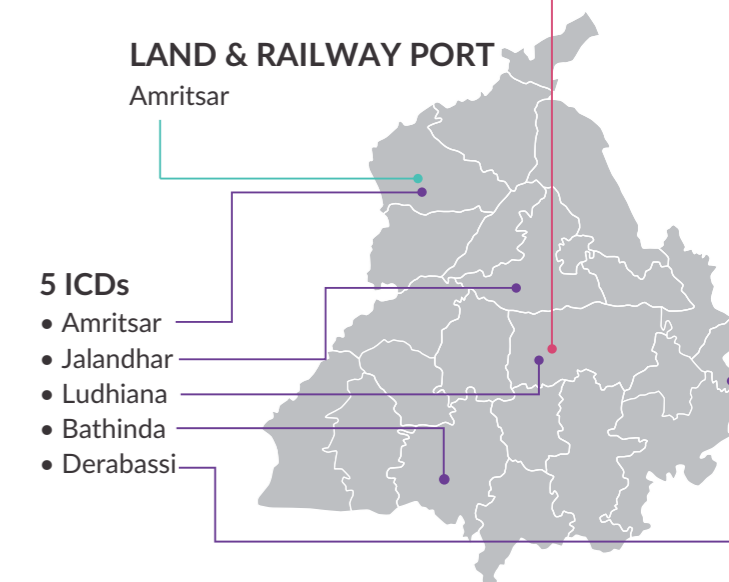 LAND & RAILWAY PORT
Amritsar
5 ICDs
• Amritsar
• Jalandhar
• Ludhiana
• Bathinda
• Derabassi